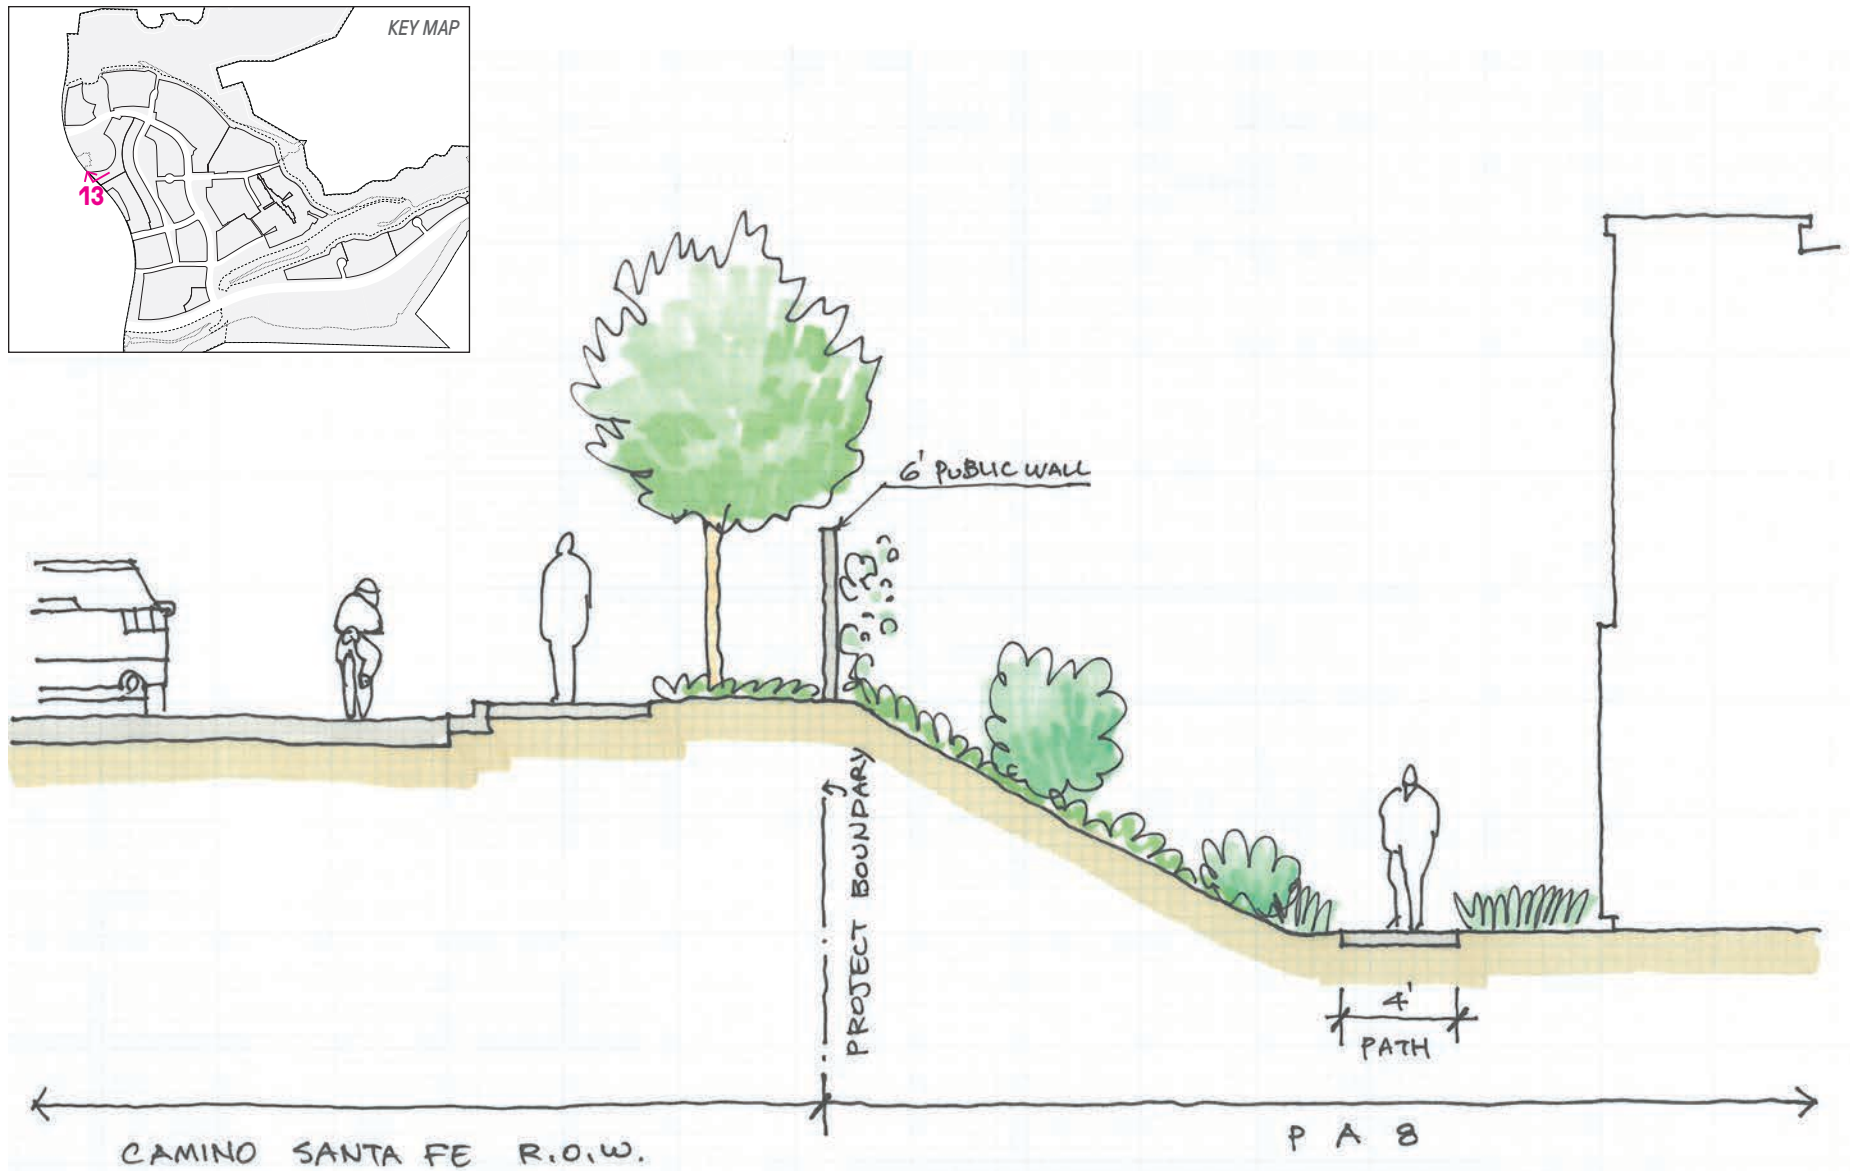 KEY MAP
13
6' PUBLIC WALL
PROJECT BOUNDARY
4'
PATH
CAMINO SANTA FE R.O.W.
P A 8